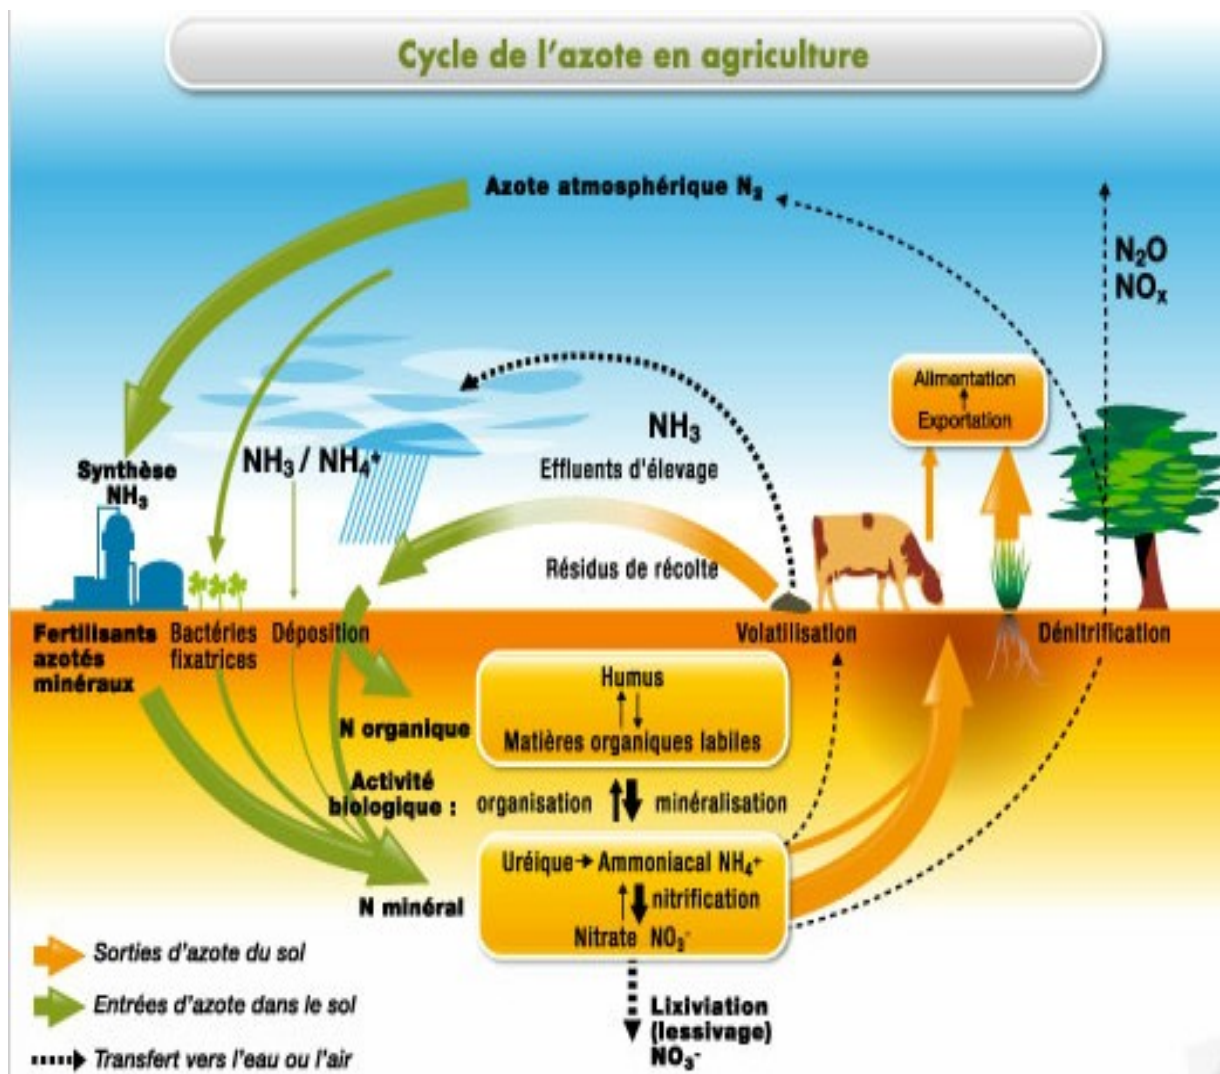 Cycle de l'azote en agriculture
Azote atmosphérique N₂
N₂O
NOₓ
Alimentation
Exportation
NH₃
Effluents d'élevage
NH₃ / NH₄⁺
Synthèse
NH₃
Résidus de récolte
Fertilisants
azotés
minéraux
Bactéries
fixatrices
Déposition
Volatilisation
Dénitrification
Humus
Matières organiques labiles
N organique
Activité
biologique :
organisation
minéralisation
Uréique → Ammoniacal NH₄⁺
nitrification
Nitrate NO₃⁻
N minéral
Lixiviation
(lessivage)
NO₃⁻
Sorties d'azote du sol
Entrées d'azote dans le sol
Transfert vers l'eau ou l'air